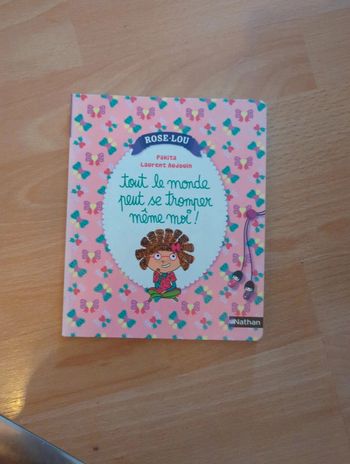 ROSE-LOU
Pakita
Laurent Audouin
tout le monde
peut se tromper
même moi !
Nathan